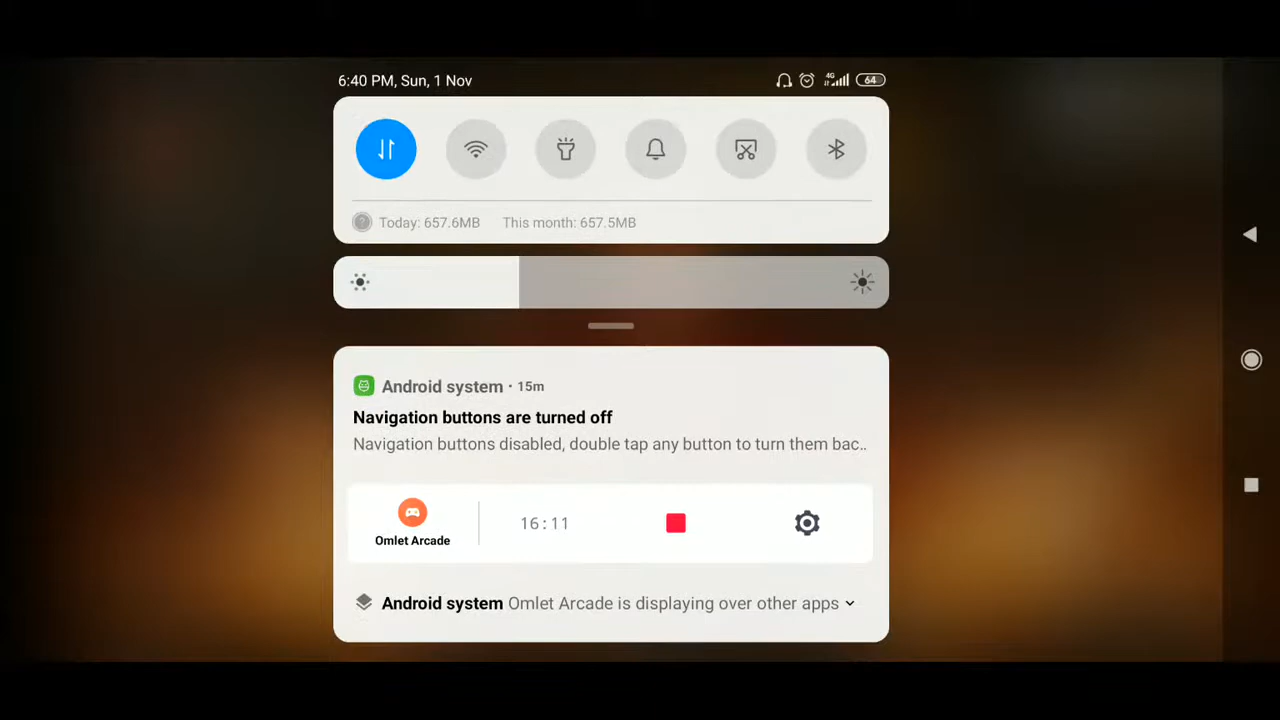 6:40 PM, Sun, 1 Nov
4G
64
Today: 657.6MB This month: 657.5MB
Android system · 15m
Navigation buttons are turned off
Navigation buttons disabled, double tap any button to turn them bac..
Omlet Arcade
16:11
Android system Omlet Arcade is displaying over other apps